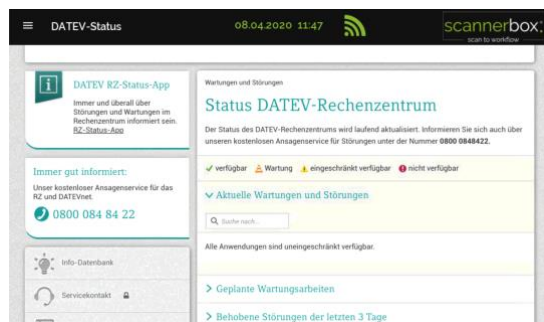 DATEV-Status
08.04.2020 11:47
scannerbox:
scan to workflow
DATEV RZ-Status-App
Immer und überall über
Störungen und Wartungen im
Rechenzentrum informiert sein.
RZ-Status-App
Immer gut informiert:
Unser kostenloser Ansagenservice für das
RZ und DATEVnet.
0800 084 84 22
Info-Datenbank
Servicekontakt
Wartungen und Störungen
Status DATEV-Rechenzentrum
Der Status des DATEV-Rechenzentrums wird laufend aktualisiert. Informieren Sie sich auch über
unseren kostenlosen Ansageservice für Störungen unter der Nummer 0800 0848422.
verfügbar Wartung eingeschränkt verfügbar nicht verfügbar
Aktuelle Wartungen und Störungen
Suche nach...
Alle Anwendungen sind uneingeschränkt verfügbar.
Geplante Wartungsarbeiten
Behobene Störungen der letzten 3 Tage